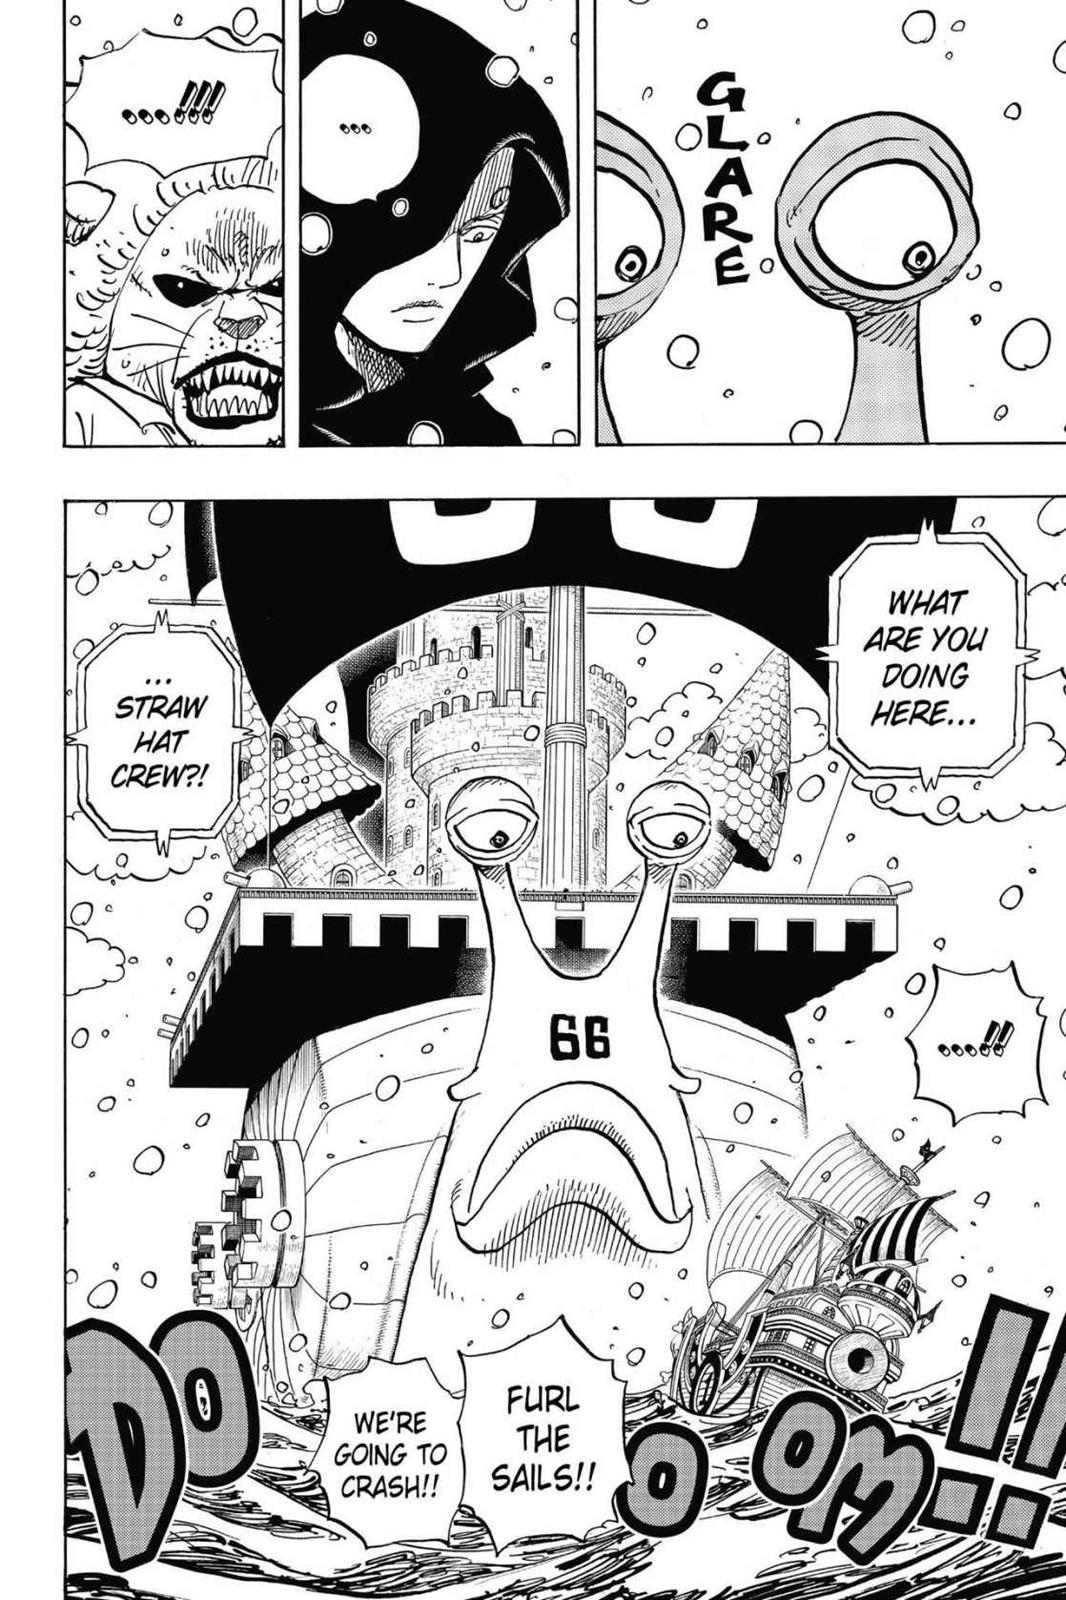 GLARE
...
...!!!
WHAT
ARE YOU
DOING
HERE...
...
STRAW
HAT
CREW?!
66
...!!
FURL
THE
SAILS!!
WE'RE
GOING TO
CRASH!!
DOOOM!!